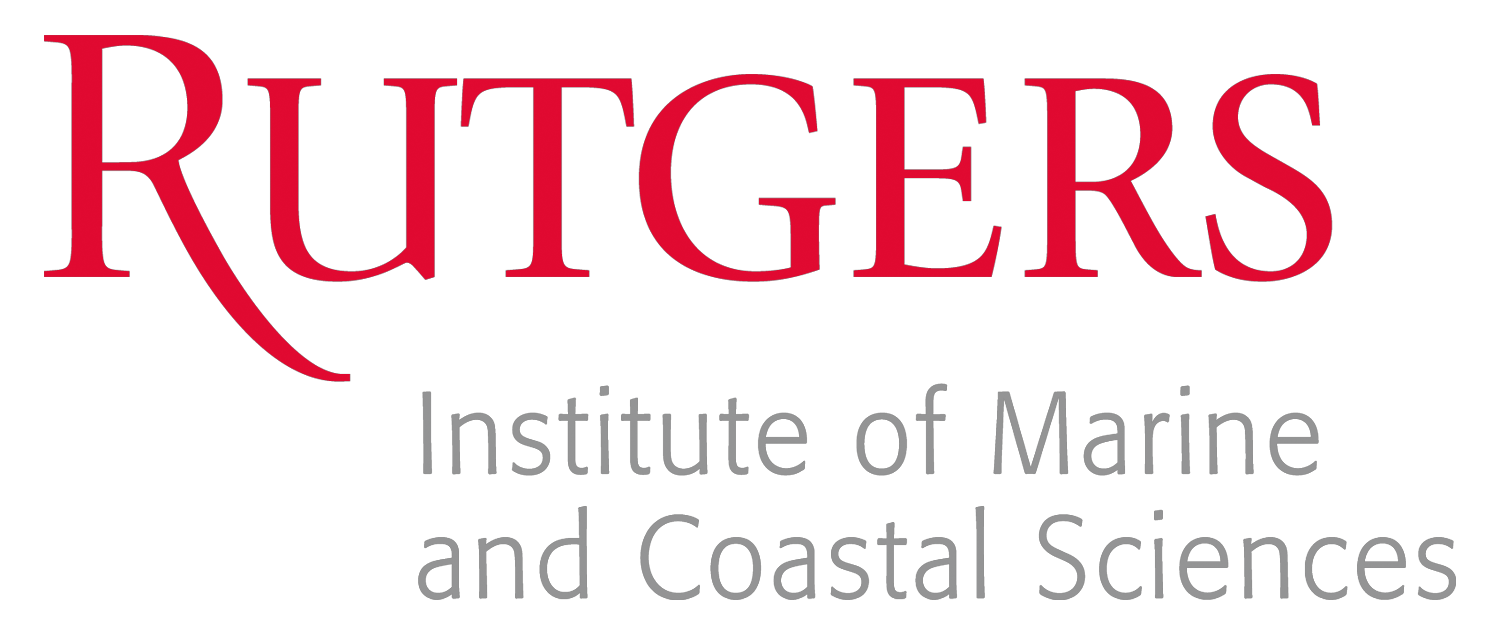 RUTGERS
Institute of Marine
and Coastal Sciences